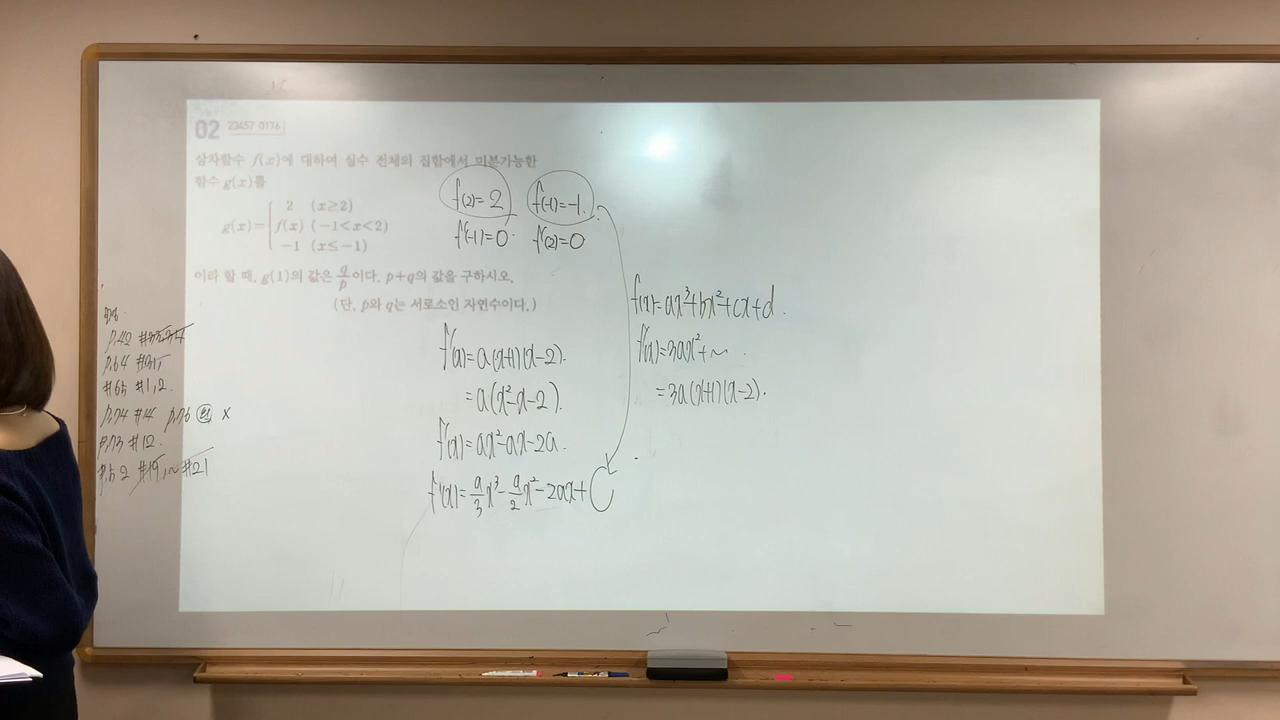 02 23457-0176
삼차함수 f(x)에 대하여 실수 전체의 집합에서 미분가능한
함수 g(x)를
g(x)={ 2 (x≥2)
f(x) (-1<x<2)
-1 (x≤-1)
이라 할 때, g(1)의 값은 q/p이다. p+q의 값을 구하시오.
(단, p와 q는 서로소인 자연수이다.)
f(2)=2 f(-1)=-1
f'(-1)=0 f'(2)=0
f'(x)=a(x+1)(x-2).
=a(x²-x-2).
f'(x)=ax²-ax-2a.
f'(x)=a/3x³-a/2x²-2ax+C
f(x)=ax³+bx²+cx+d.
f'(x)=3ax²+~.
=3a(x+1)(x-2).
p.42
p.64
#65 #1,2.
p.74 #14 p.76 X
p.73 #12.
p.52 #19,~#21